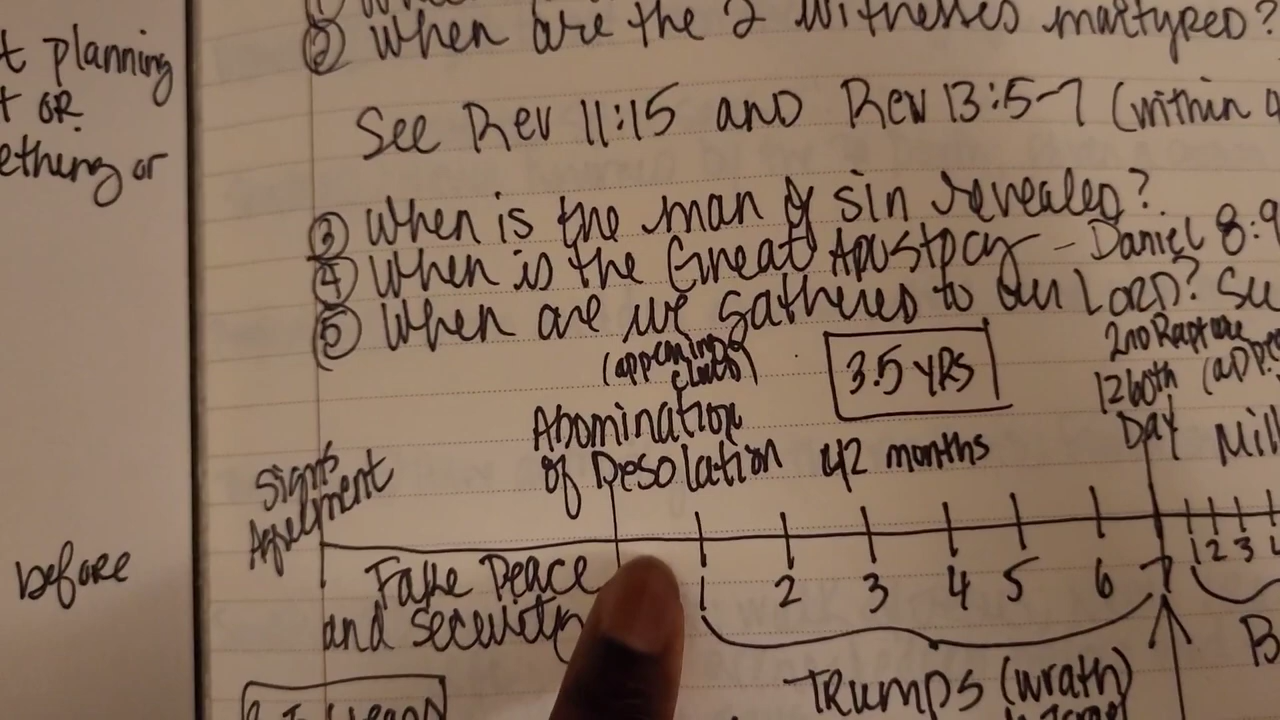 t planning
t OR
ething or
before
② When are the 2 Witnesses martyred?
See Rev 11:15 and Rev 13:5-7 (within
③ When is the man of sin revealed?
④ When is the Great Apostocy - Daniel 8:9
⑤ When are we gathered to our LORD?
(appearing
3.5 YRS
2nd Rapture
1260th
Day
Abomination
of Desolation 42 months
Signs
Agreement
1 2 3 4 5 6 7 1 2 3 4
Fake Peace
and security
TRUMPS (wrath)